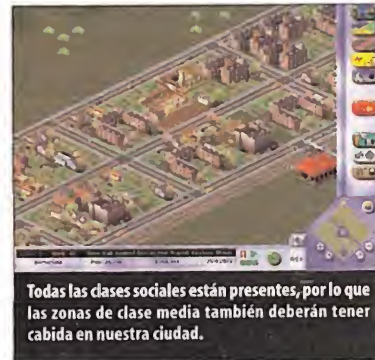 Todas las clases sociales están presentes, por lo que
las zonas de clase media también deberán tener
cabida en nuestra ciudad.